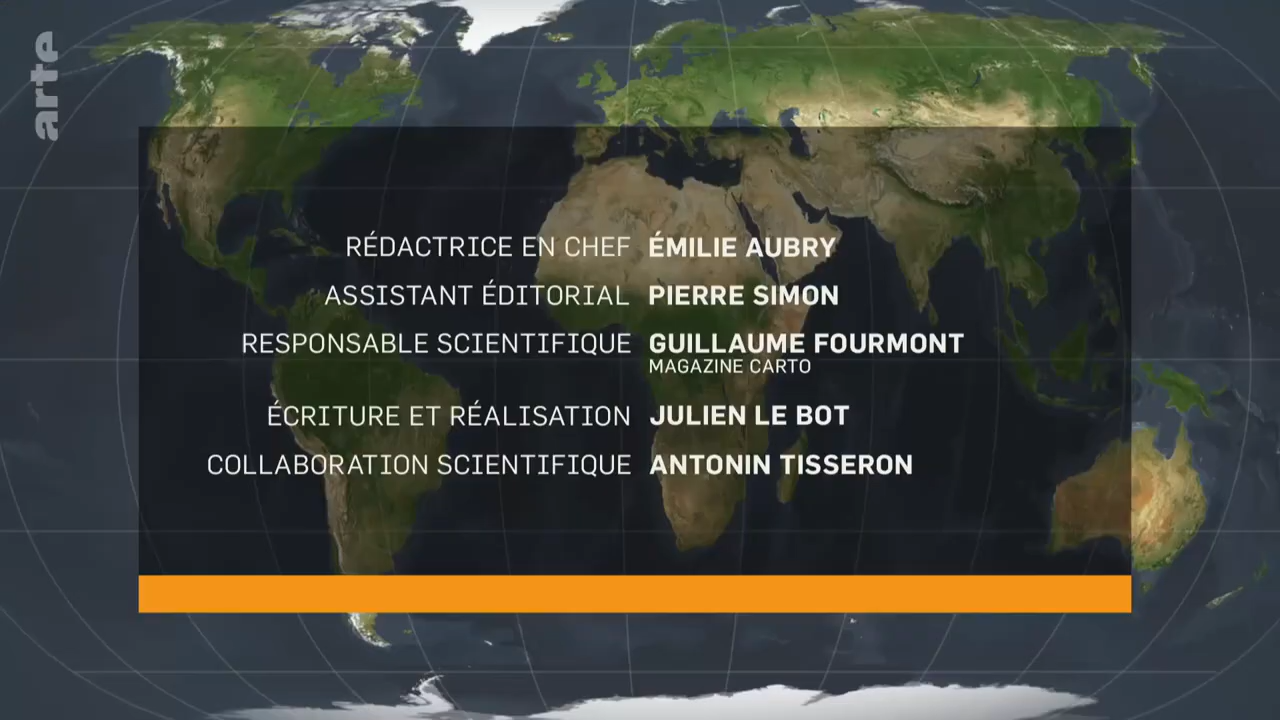 arte
RÉDACTRICE EN CHEF ÉMILIE AUBRY
ASSISTANT ÉDITORIAL PIERRE SIMON
RESPONSABLE SCIENTIFIQUE GUILLAUME FOURMONT
MAGAZINE CARTO
ÉCRITURE ET RÉALISATION JULIEN LE BOT
COLLABORATION SCIENTIFIQUE ANTONIN TISSERON